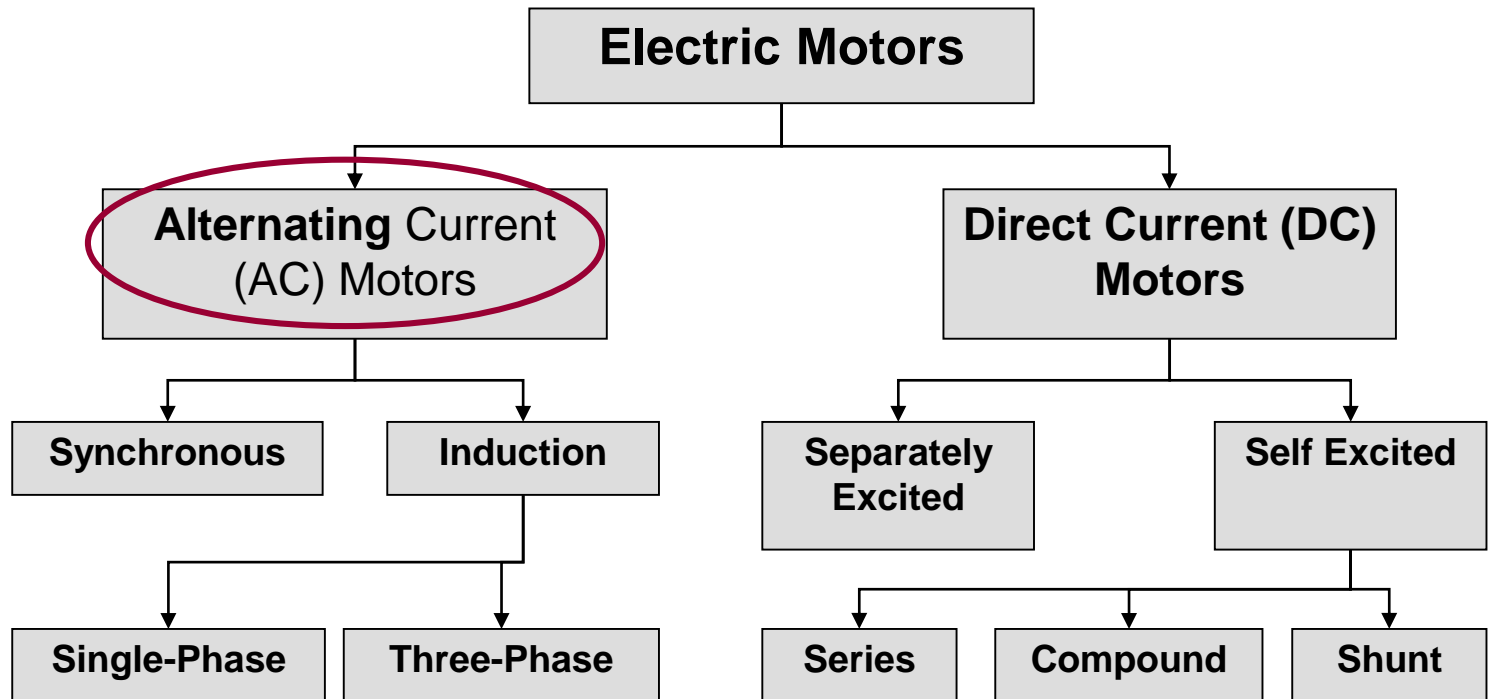 Electric Motors
Alternating Current
(AC) Motors
Direct Current (DC)
Motors
Synchronous
Induction
Separately
Excited
Self Excited
Single-Phase
Three-Phase
Series
Compound
Shunt